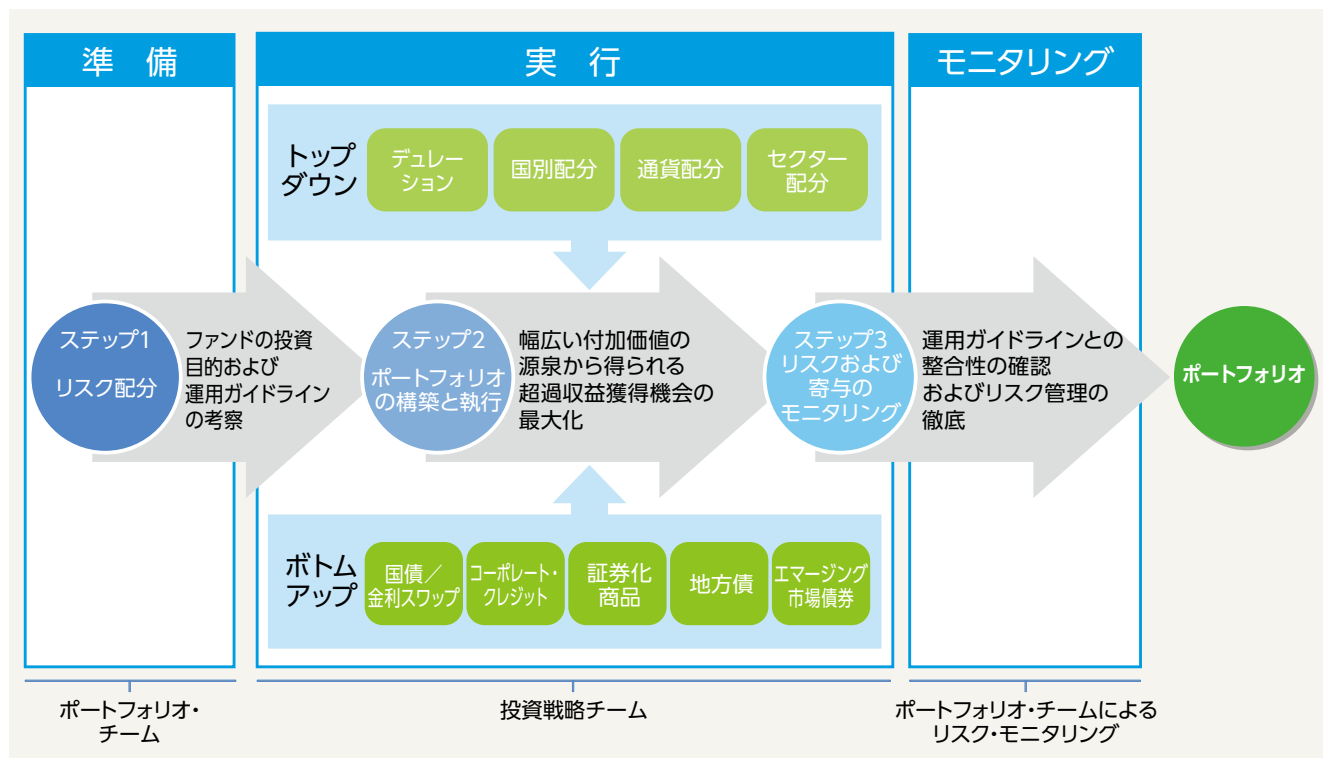 準　備
実　行
モニタリング
トップ
ダウン
デュレー
ション
国別配分
通貨配分
セクター
配分
ステップ1
リスク配分
ファンドの投資
目的および
運用ガイドライン
の考察
ステップ2
ポートフォリオ
の構築と執行
幅広い付加価値の
源泉から得られる
超過収益獲得機会の
最大化
ステップ3
リスクおよび
寄与の
モニタリング
運用ガイドラインとの
整合性の確認
およびリスク管理の
徹底
ポートフォリオ
ボトム
アップ
国債／
金利スワップ
コーポレート・
クレジット
証券化
商品
地方債
エマージング
市場債券
ポートフォリオ・
チーム
投資戦略チーム
ポートフォリオ・チームによる
リスク・モニタリング